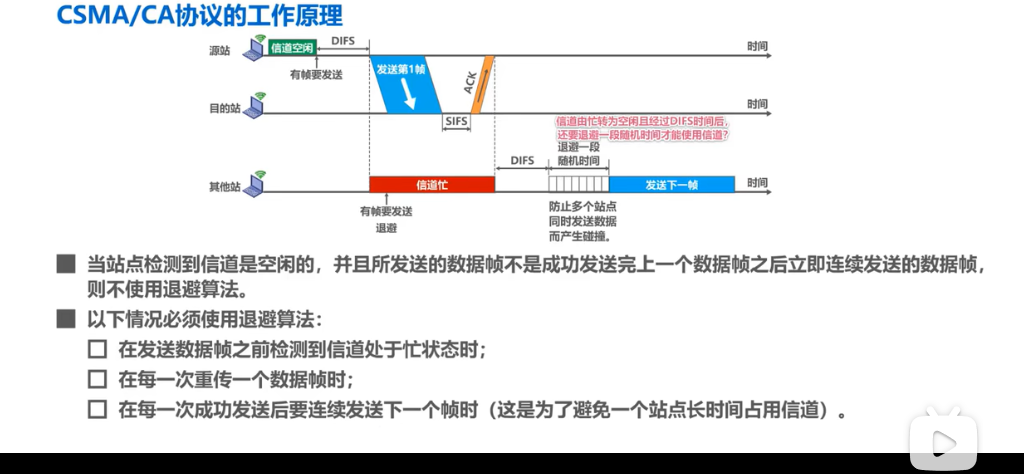 CSMA/CA协议的工作原理
源站
信道空闲
DIFS
时间
有帧要发送
发送第1帧
ACK
目的站
时间
SIFS
信道由忙转为空闲且经过DIFS时间后，
还要退避一段随机时间才能使用信道？
退避一段
随机时间
DIFS
其他站
信道忙
发送下一帧
时间
有帧要发送
退避
防止多个站点
同时发送数据
而产生碰撞。
当站点检测到信道是空闲的，并且所发送的数据帧不是成功发送完上一个数据帧之后立即连续发送的数据帧，
则不使用退避算法。
以下情况必须使用退避算法：
在发送数据帧之前检测到信道处于忙状态时；
在每一次重传一个数据帧时；
在每一次成功发送后要连续发送下一个帧时（这是为了避免一个站点长时间占用信道）。